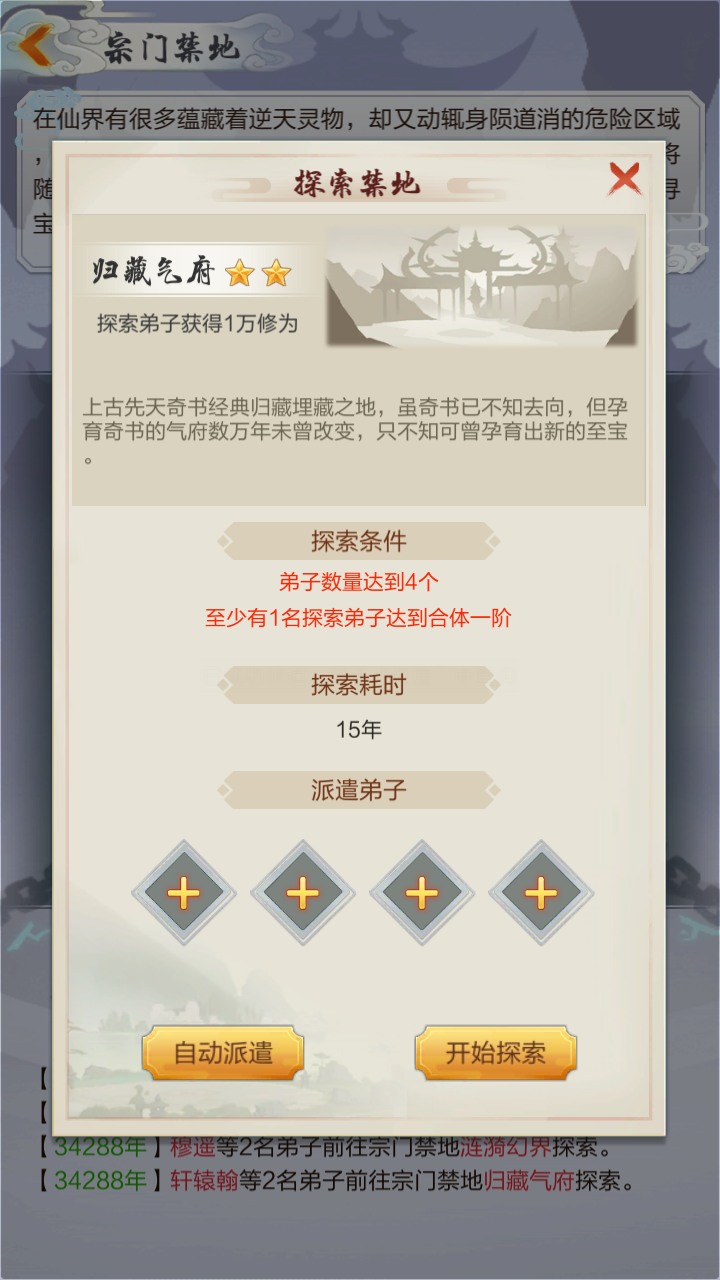 宗门禁地
在仙界有很多蕴藏着逆天灵物，却又动辄身陨道消的危险区域
，
将
随
寻
宝
探索禁地
归藏气府
探索弟子获得1万修为
上古先天奇书经典归藏埋藏之地，虽奇书已不知去向，但孕
育奇书的气府数万年未曾改变，只不知可曾孕育出新的至宝
。
探索条件
弟子数量达到4个
至少有1名探索弟子达到合体一阶
探索耗时
15年
派遣弟子
自动派遣
开始探索
【
【
【34288年】穆遥等2名弟子前往宗门禁地涟漪幻界探索。
【34288年】轩辕翰等2名弟子前往宗门禁地归藏气府探索。